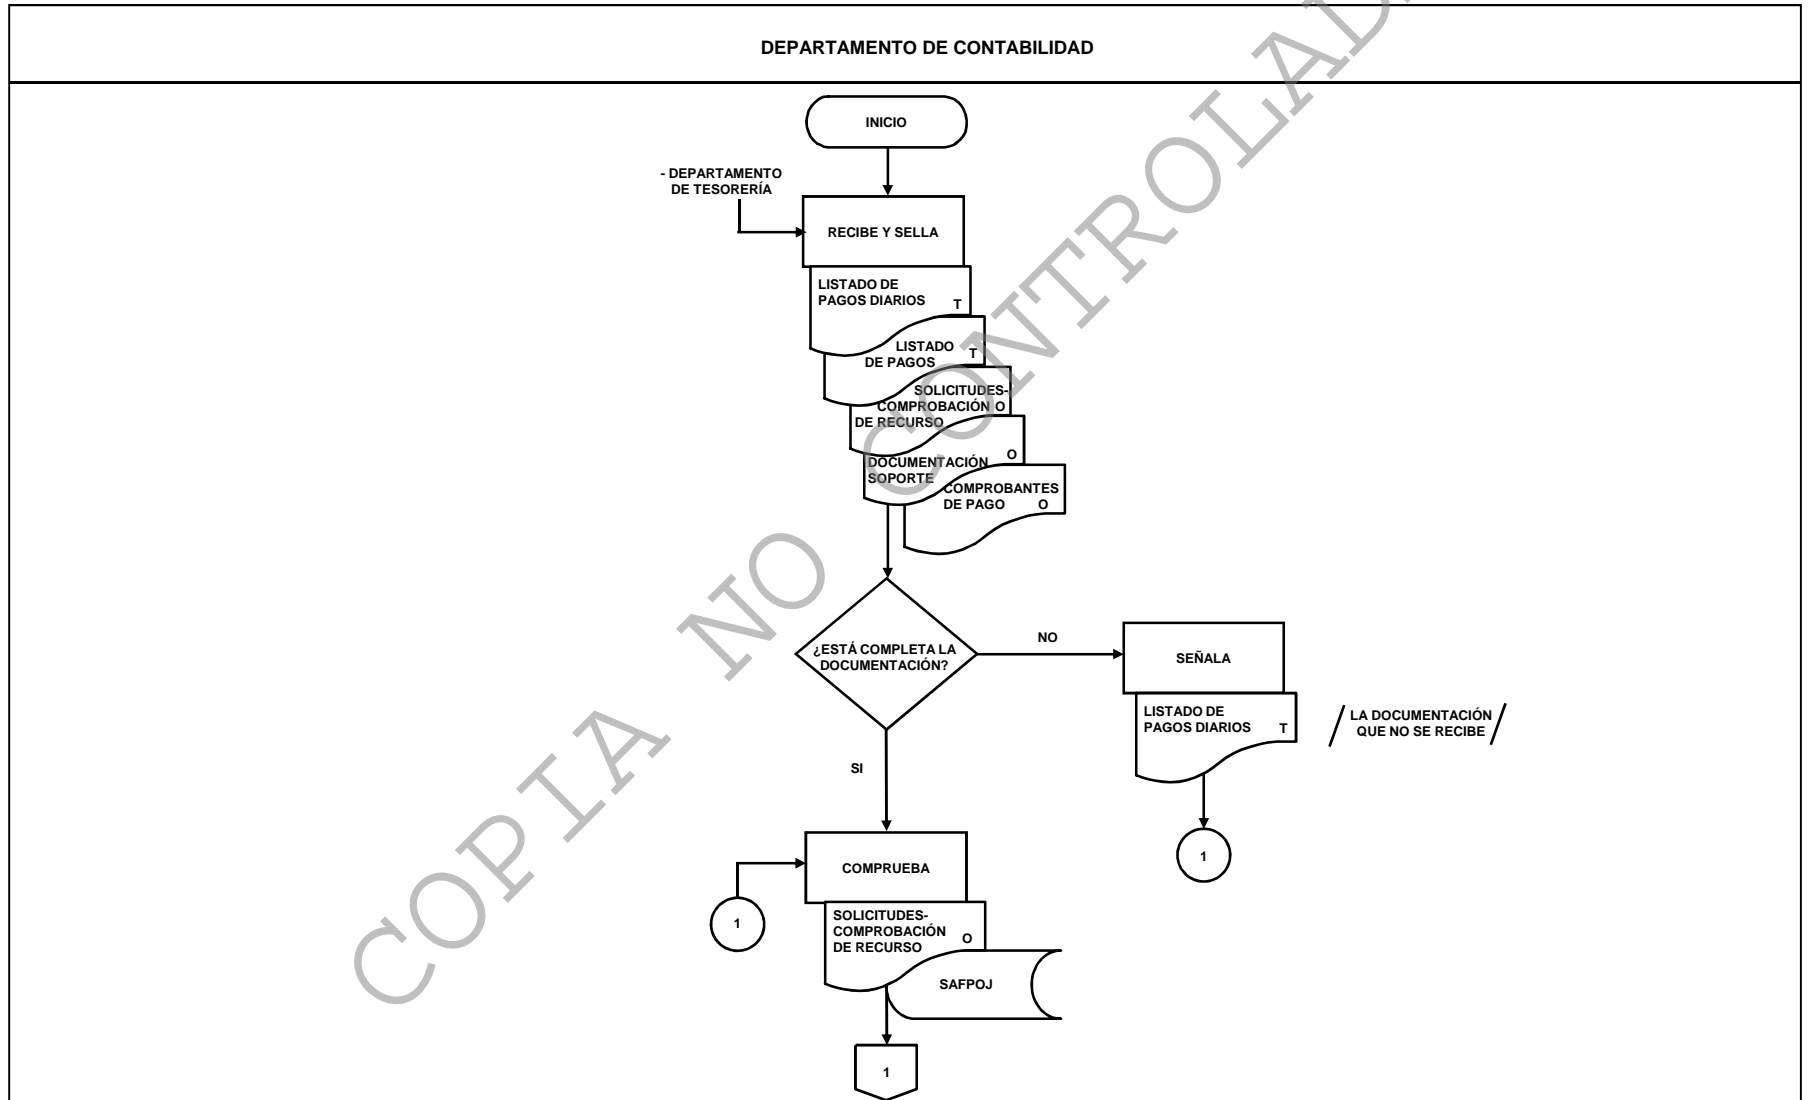 DEPARTAMENTO DE CONTABILIDAD
INICIO
- DEPARTAMENTO
DE TESORERÍA
RECIBE Y SELLA
LISTADO DE
PAGOS DIARIOS T
LISTADO
DE PAGOS T
SOLICITUDES-
COMPROBACIÓN O
DE RECURSO
DOCUMENTACIÓN O
SOPORTE
COMPROBANTES
DE PAGO O
¿ESTÁ COMPLETA LA
DOCUMENTACIÓN?
NO
SEÑALA
LISTADO DE
PAGOS DIARIOS T
/ LA DOCUMENTACIÓN
QUE NO SE RECIBE /
1
SI
COMPRUEBA
1
SOLICITUDES-
COMPROBACIÓN
DE RECURSO O
SAFPOJ
1
COPIA NO CONTROLAD